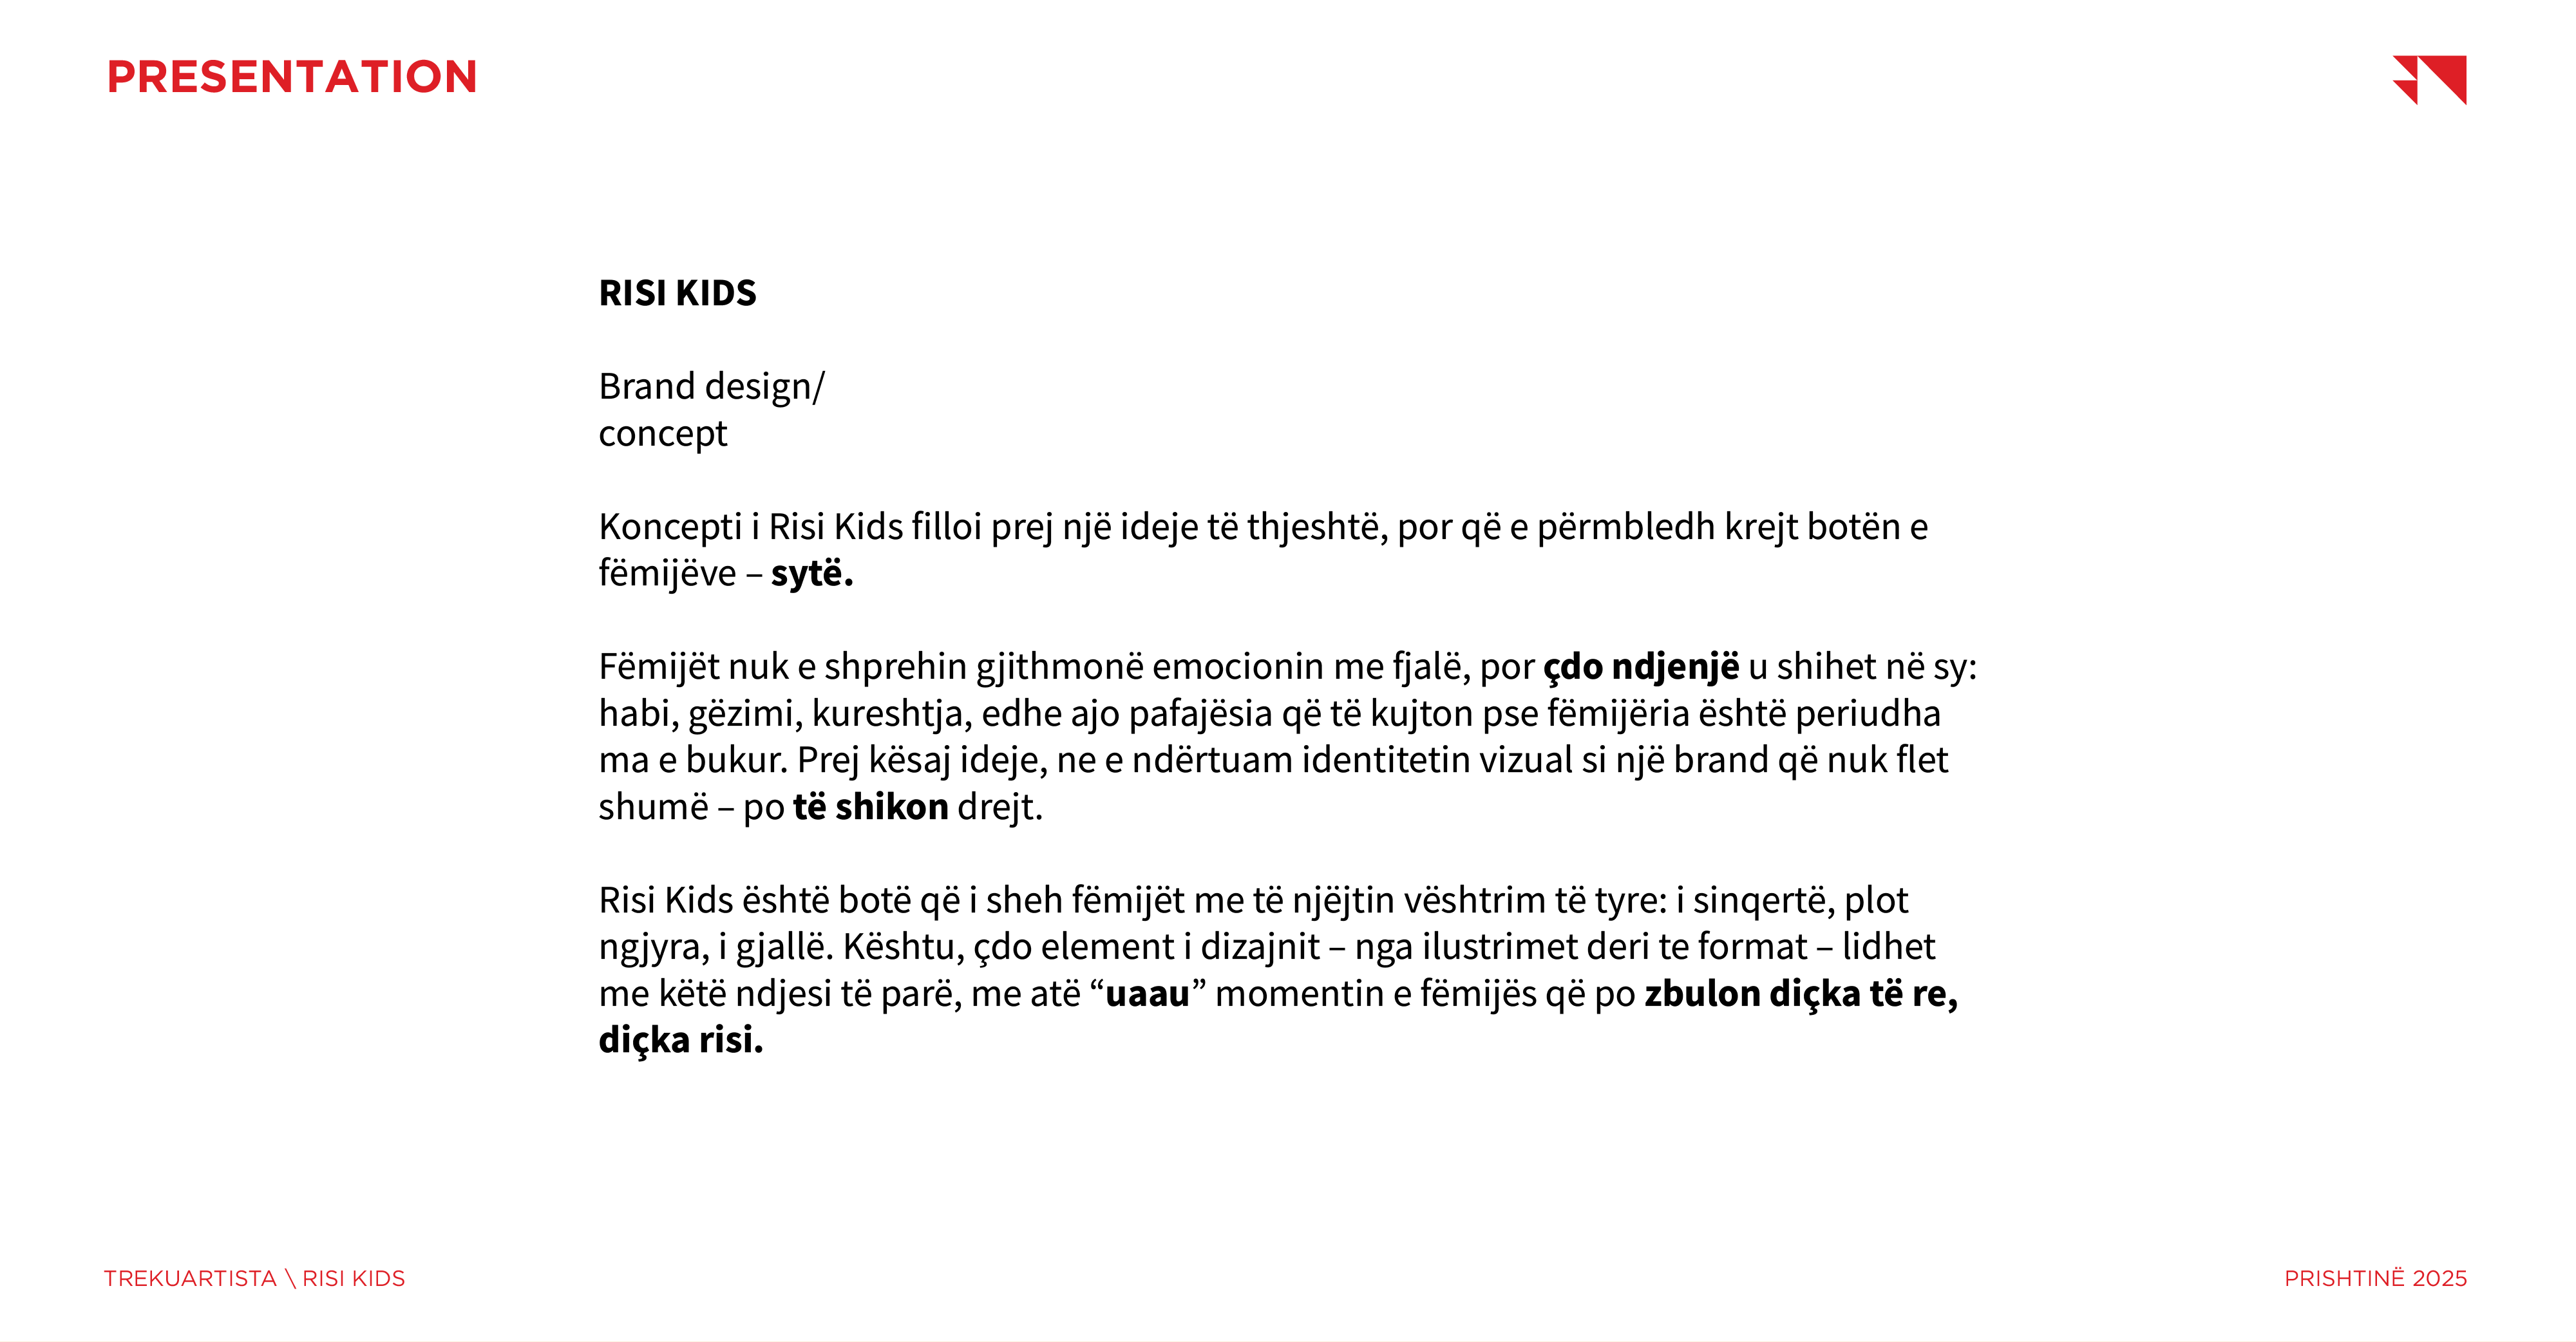 PRESENTATION
RISI KIDS
Brand design/
concept
Koncepti i Risi Kids filloi prej një ideje të thjeshtë, por që e përmbledh krejt botën e
fëmijëve – sytë.
Fëmijët nuk e shprehin gjithmonë emocionin me fjalë, por çdo ndjenjë u shihet në sy:
habi, gëzimi, kureshtja, edhe ajo pafajësia që të kujton pse fëmijëria është periudha
ma e bukur. Prej kësaj ideje, ne e ndërtuam identitetin vizual si një brand që nuk flet
shumë – po të shikon drejt.
Risi Kids është botë që i sheh fëmijët me të njëjtin vështrim të tyre: i sinqertë, plot
ngjyra, i gjallë. Kështu, çdo element i dizajnit – nga ilustrimet deri te format – lidhet
me këtë ndjesi të parë, me atë “uaau” momentin e fëmijës që po zbulon diçka të re,
diçka risi.
TREKUARTISTA \ RISI KIDS
PRISHTINË 2025